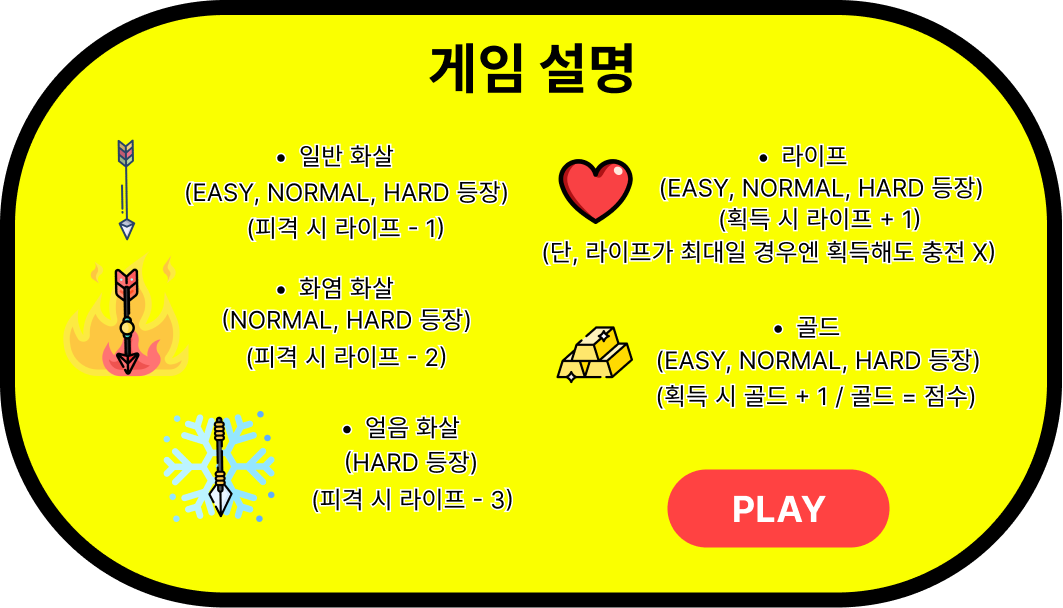 게임 설명
• 일반 화살
(EASY, NORMAL, HARD 등장)
(피격 시 라이프 - 1)
• 화염 화살
(NORMAL, HARD 등장)
(피격 시 라이프 - 2)
• 얼음 화살
(HARD 등장)
(피격 시 라이프 - 3)
• 라이프
(EASY, NORMAL, HARD 등장)
(획득 시 라이프 + 1)
(단, 라이프가 최대일 경우엔 획득해도 충전 X)
• 골드
(EASY, NORMAL, HARD 등장)
(획득 시 골드 + 1 / 골드 = 점수)
PLAY